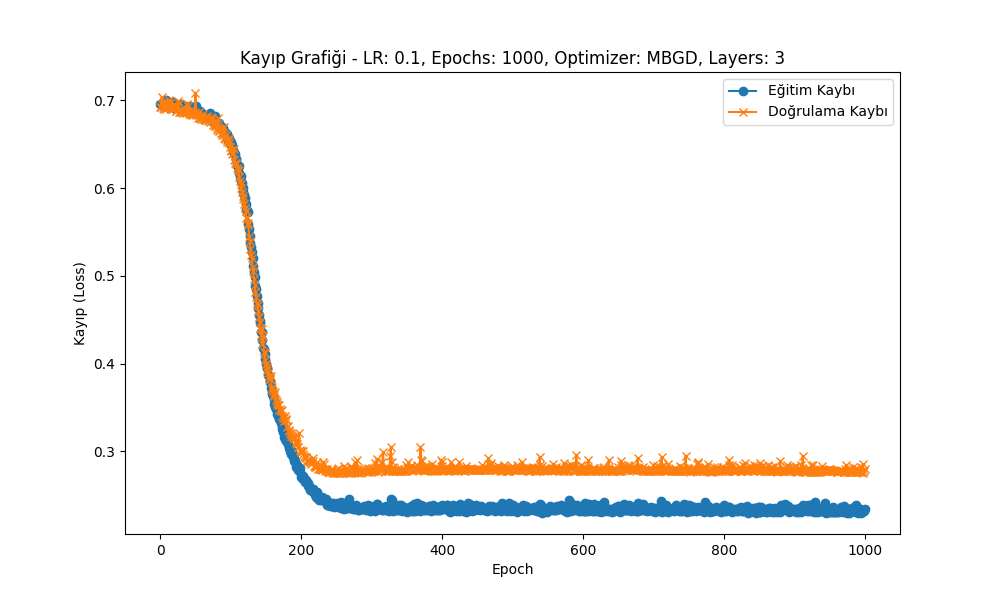 Kayıp Grafiği - LR: 0.1, Epochs: 1000, Optimizer: MBGD, Layers: 3
Eğitim Kaybı
Doğrulama Kaybı
Kayıp (Loss)
0.7
0.6
0.5
0.4
0.3
0 200 400 600 800 1000
Epoch